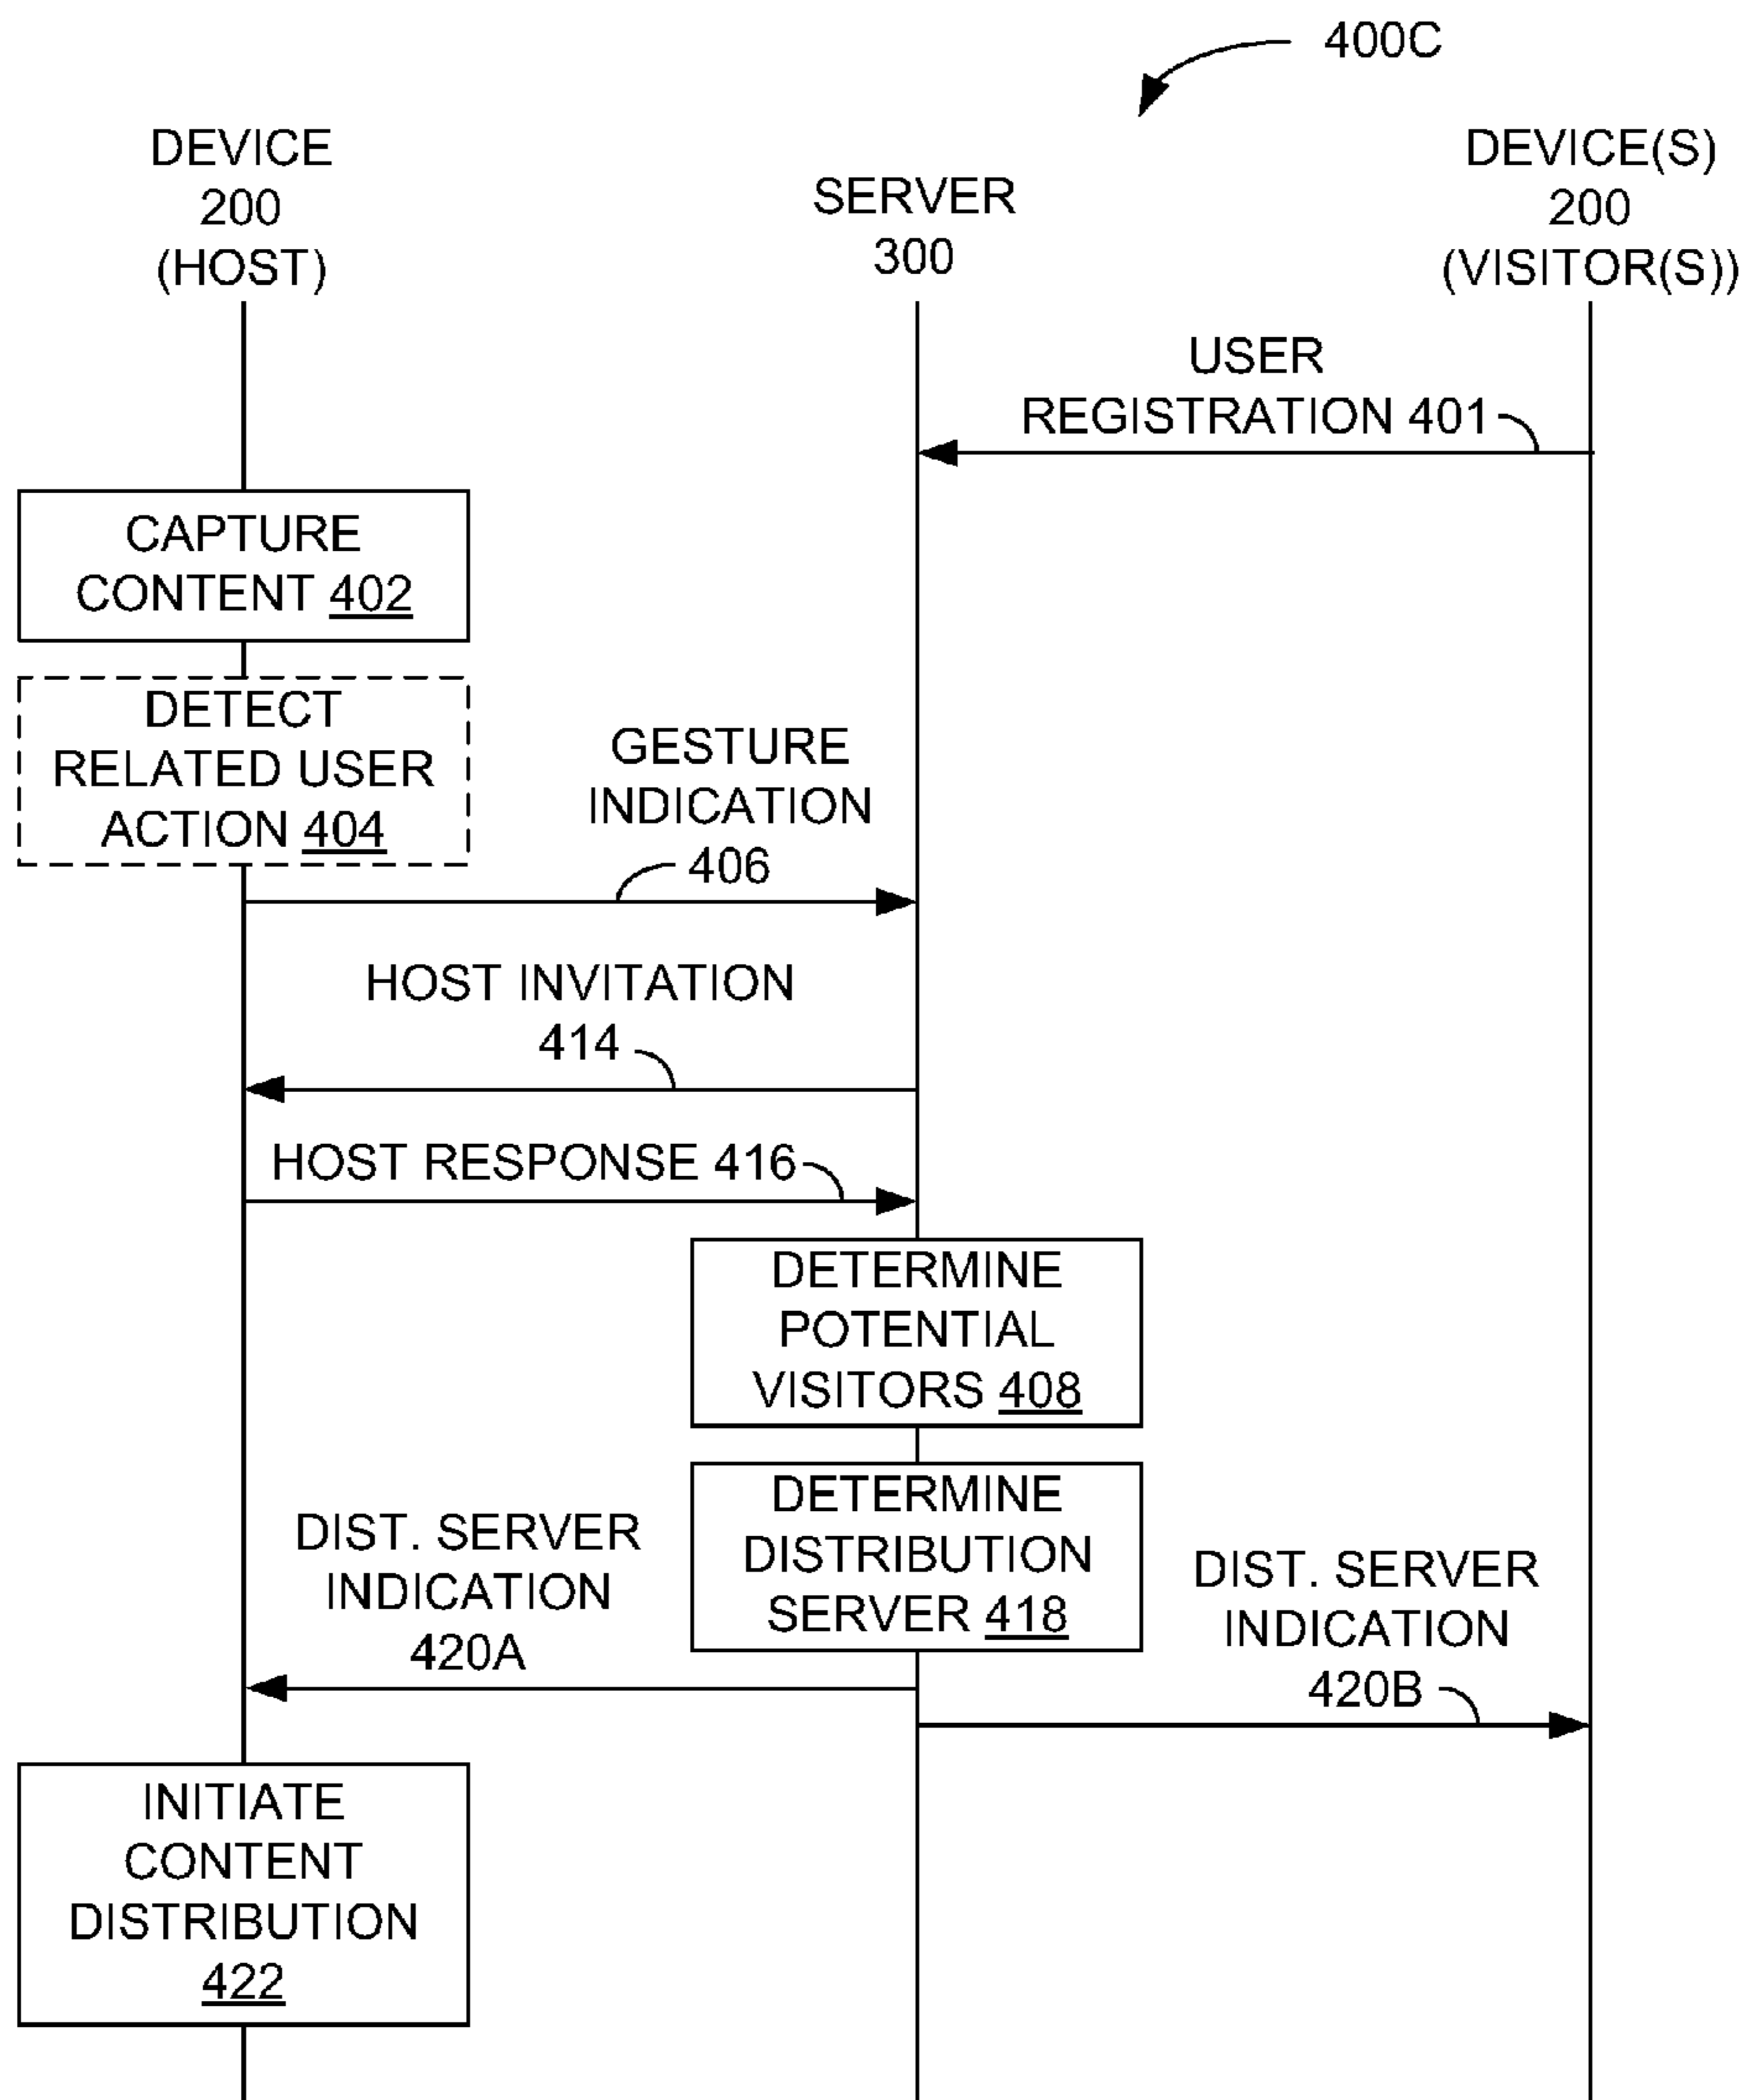 400C
DEVICE
200
(HOST)
SERVER
300
DEVICE(S)
200
(VISITOR(S))
USER
REGISTRATION 401
CAPTURE
CONTENT 402
DETECT
RELATED USER
ACTION 404
GESTURE
INDICATION
406
HOST INVITATION
414
HOST RESPONSE 416
DETERMINE
POTENTIAL
VISITORS 408
DETERMINE
DISTRIBUTION
SERVER 418
DIST. SERVER
INDICATION
420A
DIST. SERVER
INDICATION
420B
INITIATE
CONTENT
DISTRIBUTION
422